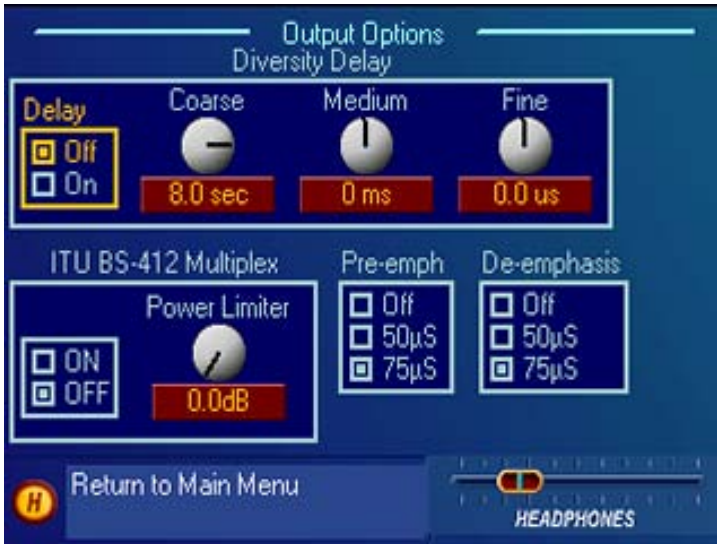 Output Options
Diversity Delay
Delay
Off
On
Coarse
8.0 sec
Medium
0 ms
Fine
0.0 us
ITU BS-412 Multiplex
ON
OFF
Power Limiter
0.0dB
Pre-emph
Off
50µS
75µS
De-emphasis
Off
50µS
75µS
H
Return to Main Menu
HEADPHONES